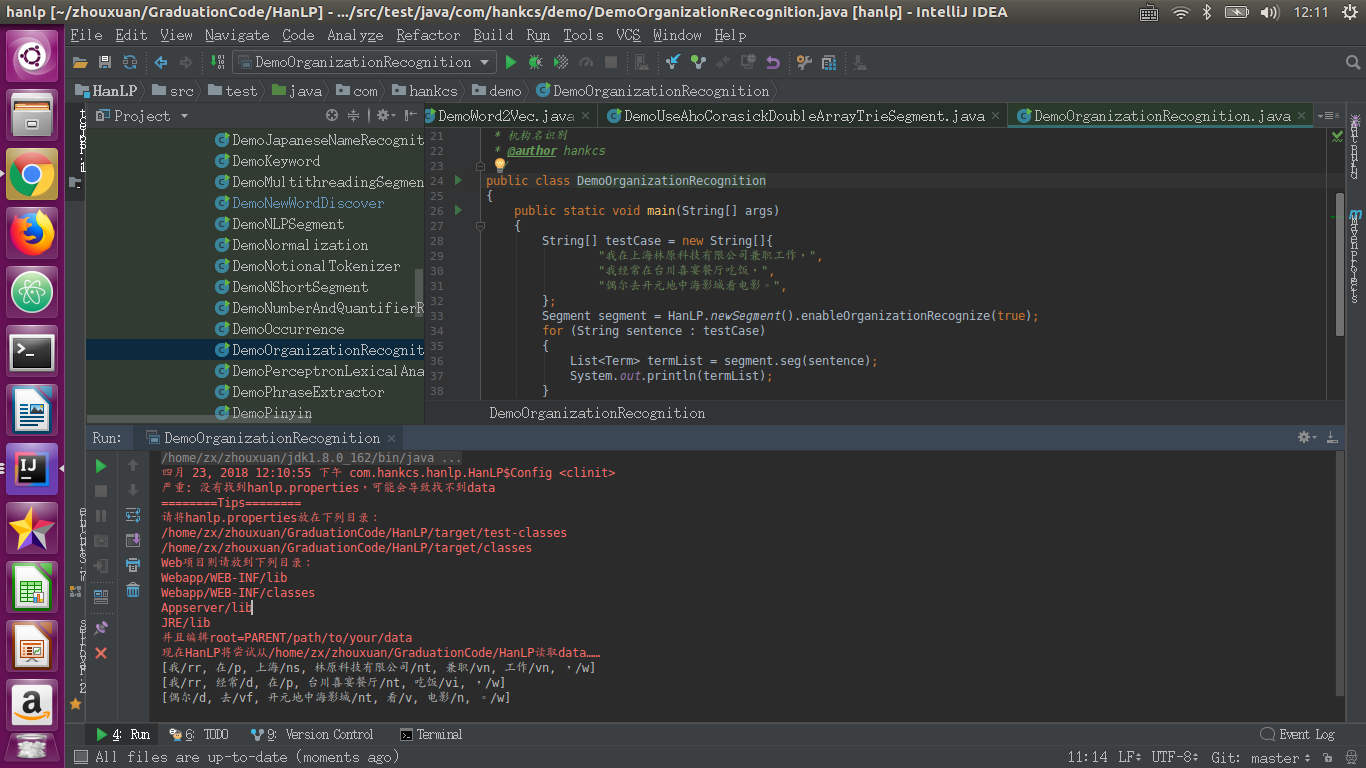 hanlp [~/zhouxuan/GraduationCode/HanLP] - .../src/test/java/com/hankcs/demo/DemoOrganizationRecognition.java [hanlp] - IntelliJ IDEA
12:11
File Edit View Navigate Code Analyze Refactor Build Run Tools VCS Window Help
DemoOrganizationRecognition
HanLP src test java com hankcs demo DemoOrganizationRecognition
Project
DemoWord2Vec.java DemoUseAhoCorasickDoubleArrayTrieSegment.java DemoOrganizationRecognition.java
DemoJapaneseNameRecognit
DemoKeyword
DemoMultithreadingSegmen
DemoNewWordDiscover
DemoNLPSegment
DemoNormalization
DemoNotionalTokenizer
DemoNShortSegment
DemoNumberAndQuantifierR
DemoOccurrence
DemoOrganizationRecognit
DemoPerceptronLexicalAna
DemoPhraseExtractor
DemoPinyin
21 * 机构名识别
22 * @author hankcs
23 */
24 public class DemoOrganizationRecognition
25 {
26 public static void main(String[] args)
27 {
28 String[] testCase = new String[]{
29 "我在上海林原科技有限公司兼职工作，",
30 "我经常在台川喜宴餐厅吃饭，",
31 "偶尔去开元地中海影城看电影。",
32 };
33 Segment segment = HanLP.newSegment().enableOrganizationRecognize(true);
34 for (String sentence : testCase)
35 {
36 List<Term> termList = segment.seg(sentence);
37 System.out.println(termList);
38 }
DemoOrganizationRecognition
Run: DemoOrganizationRecognition
/home/zx/zhouxuan/jdk1.8.0_162/bin/java ...
四月 23, 2018 12:10:55 下午 com.hankcs.hanlp.HanLP$Config <clinit>
严重: 没有找到hanlp.properties，可能会导致找不到data
========Tips========
请将hanlp.properties放在下列目录：
/home/zx/zhouxuan/GraduationCode/HanLP/target/test-classes
/home/zx/zhouxuan/GraduationCode/HanLP/target/classes
Web项目则请放到下列目录：
Webapp/WEB-INF/lib
Webapp/WEB-INF/classes
Appserver/lib
JRE/lib
并且编辑root=PARENT/path/to/your/data
现在HanLP将尝试从/home/zx/zhouxuan/GraduationCode/HanLP读取data……
[我/rr, 在/p, 上海/ns, 林原科技有限公司/nt, 兼职/vn, 工作/vn, ，/w]
[我/rr, 经常/d, 在/p, 台川喜宴餐厅/nt, 吃饭/vi, ，/w]
[偶尔/d, 去/vf, 开元地中海影城/nt, 看/v, 电影/n, 。/w]
4: Run 6: TODO 9: Version Control Terminal Event Log
All files are up-to-date (moments ago)
11:14 LF UTF-8 Git: master